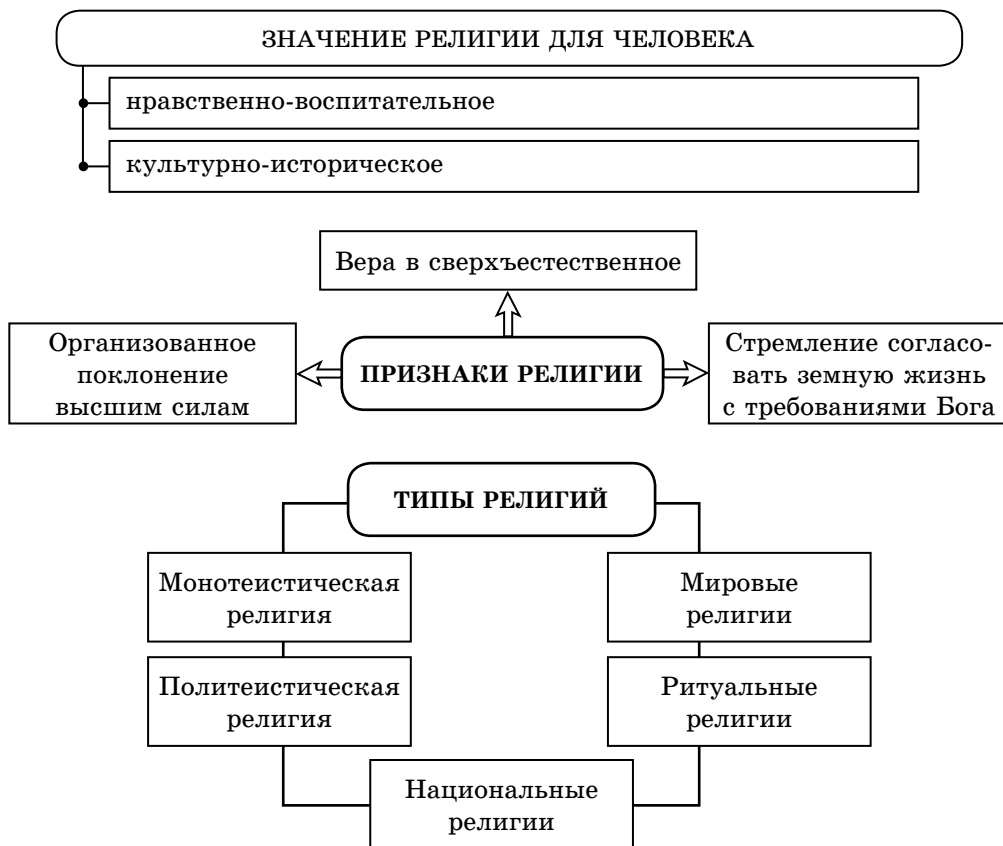 ЗНАЧЕНИЕ РЕЛИГИИ ДЛЯ ЧЕЛОВЕКА
нравственно-воспитательное
культурно-историческое
Вера в сверхъестественное
Организованное
поклонение
высшим силам
ПРИЗНАКИ РЕЛИГИИ
Стремление согласо-
вать земную жизнь
с требованиями Бога
ТИПЫ РЕЛИГИЙ
Монотеистическая
религия
Мировые
религии
Политеистическая
религия
Ритуальные
религии
Национальные
религии